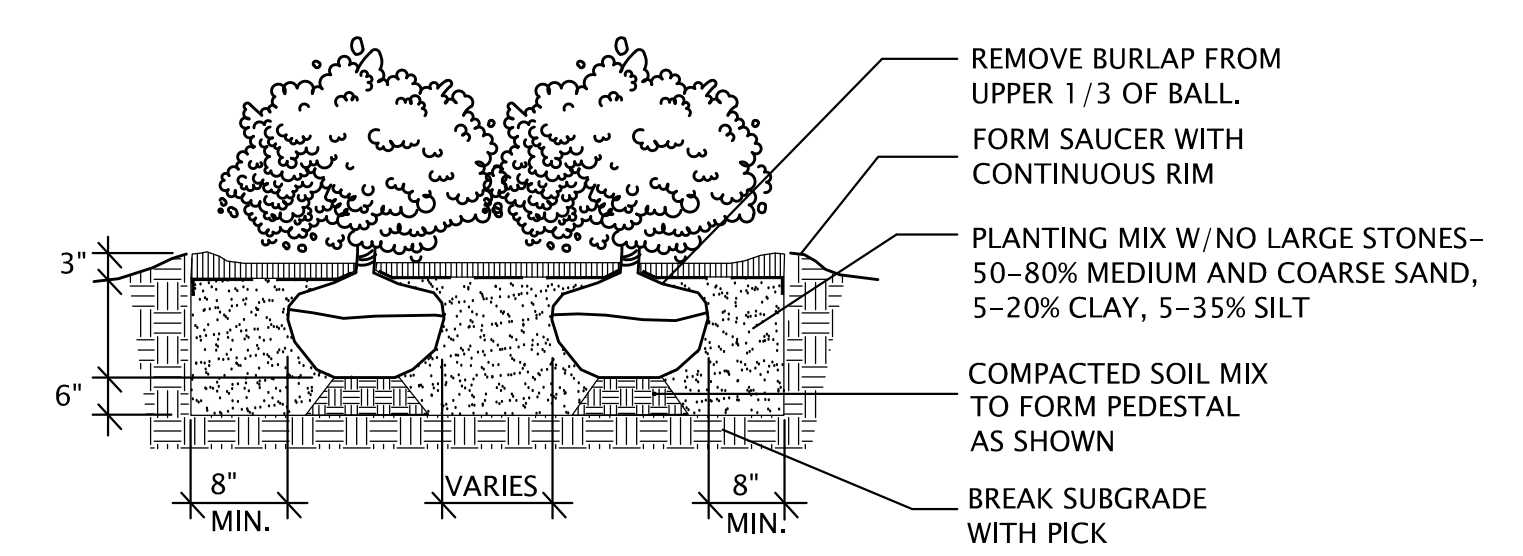 REMOVE BURLAP FROM
UPPER 1/3 OF BALL.
FORM SAUCER WITH
CONTINUOUS RIM
PLANTING MIX W/NO LARGE STONES-
50-80% MEDIUM AND COARSE SAND,
5-20% CLAY, 5-35% SILT
COMPACTED SOIL MIX
TO FORM PEDESTAL
AS SHOWN
BREAK SUBGRADE
WITH PICK
3"
6"
8"
MIN.
VARIES
8"
MIN.